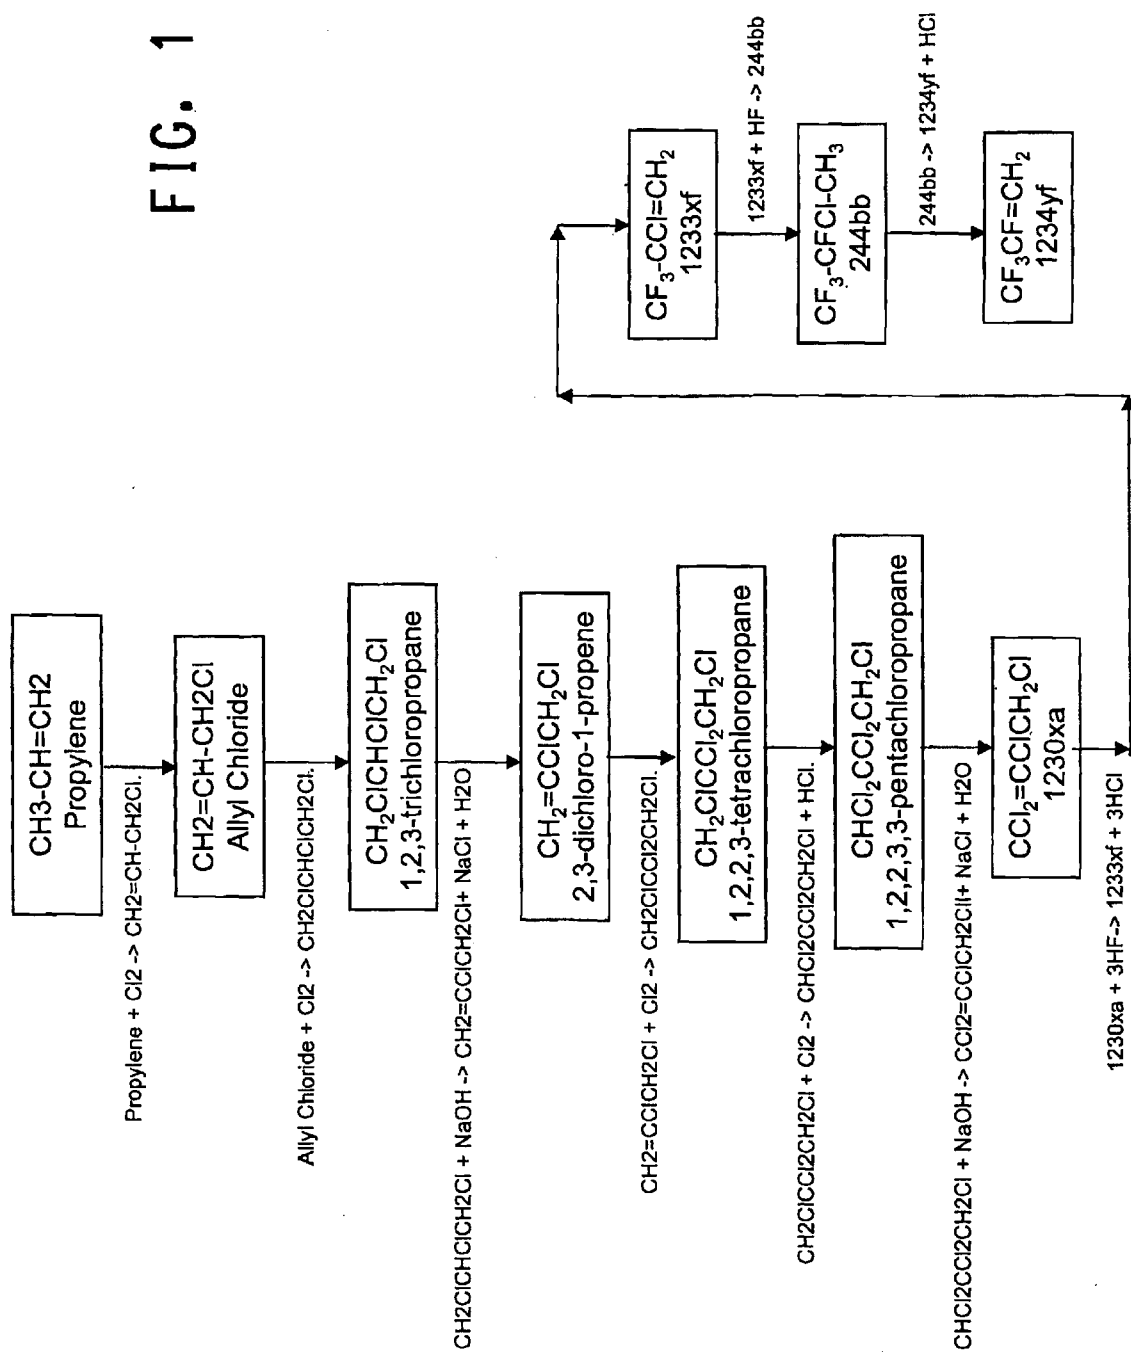 FIG. 1
CH3-CH=CH2
Propylene
Propylene + Cl2 -> CH2=CH-CH2Cl.
CH2=CH-CH2Cl
Allyl Chloride
Allyl Chloride + Cl2 -> CH2ClCHClCH2Cl.
CH₂ClCHClCH₂Cl
1,2,3-trichloropropane
CH2ClCHClCH2Cl + NaOH -> CH2=CClCH2Cl+ NaCl + H2O
CH₂=CClCH₂Cl
2,3-dichloro-1-propene
CH2=CClCH2Cl + Cl2 -> CH2ClCCl2CH2Cl.
CH₂ClCCl₂CH₂Cl
1,2,2,3-tetrachloropropane
CH2ClCCl2CH2Cl + Cl2 -> CHCl2CCl2CH2Cl + HCl.
CHCl₂CCl₂CH₂Cl
1,2,2,3,3-pentachloropropane
CHCl2CCl2CH2Cl + NaOH -> CCl2=CClCH2Cl+ NaCl + H2O
CCl₂=CClCH₂Cl
1230xa
1230xa + 3HF-> 1233xf + 3HCl
CF₃-CCl=CH₂
1233xf
1233xf + HF -> 244bb
CF₃-CFCl-CH₃
244bb
244bb -> 1234yf + HCl
CF₃CF=CH₂
1234yf